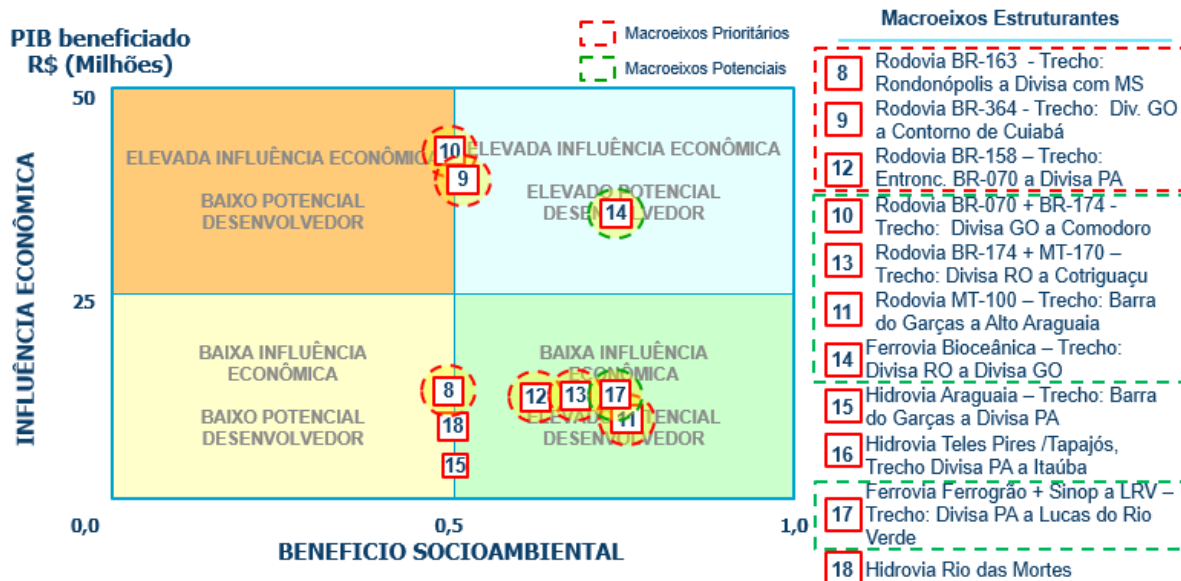 PIB beneficiado
R$ (Milhões)
Macroeixos Prioritários
Macroeixos Potenciais
50
25
0,0
0,5
1,0
INFLUÊNCIA ECONÔMICA
BENEFICIO SOCIOAMBIENTAL
ELEVADA INFLUÊNCIA ECONÔMICA
BAIXO POTENCIAL
DESENVOLVEDOR
ELEVADA INFLUÊNCIA ECONÔMICA
ELEVADO POTENCIAL
DESENVOLVEDOR
BAIXA INFLUÊNCIA
ECONÔMICA
BAIXO POTENCIAL
DESENVOLVEDOR
BAIXA INFLUÊNCIA
ECONÔMICA
ELEVADO POTENCIAL
DESENVOLVEDOR
10
9
14
8
18
15
12
13
17
11
Macroeixos Estruturantes
8 Rodovia BR-163 - Trecho:
Rondonópolis a Divisa com MS
9 Rodovia BR-364 - Trecho: Div. GO
a Contorno de Cuiabá
12 Rodovia BR-158 – Trecho:
Entronc. BR-070 a Divisa PA
10 Rodovia BR-070 + BR-174 -
Trecho: Divisa GO a Comodoro
13 Rodovia BR-174 + MT-170 –
Trecho: Divisa RO a Cotriguaçu
11 Rodovia MT-100 – Trecho: Barra
do Garças a Alto Araguaia
14 Ferrovia Bioceânica – Trecho:
Divisa RO a Divisa GO
15 Hidrovia Araguaia – Trecho: Barra
do Garças a Divisa PA
16 Hidrovia Teles Pires /Tapajós,
Trecho Divisa PA a Itaúba
17 Ferrovia Ferrogrão + Sinop a LRV –
Trecho: Divisa PA a Lucas do Rio
Verde
18 Hidrovia Rio das Mortes